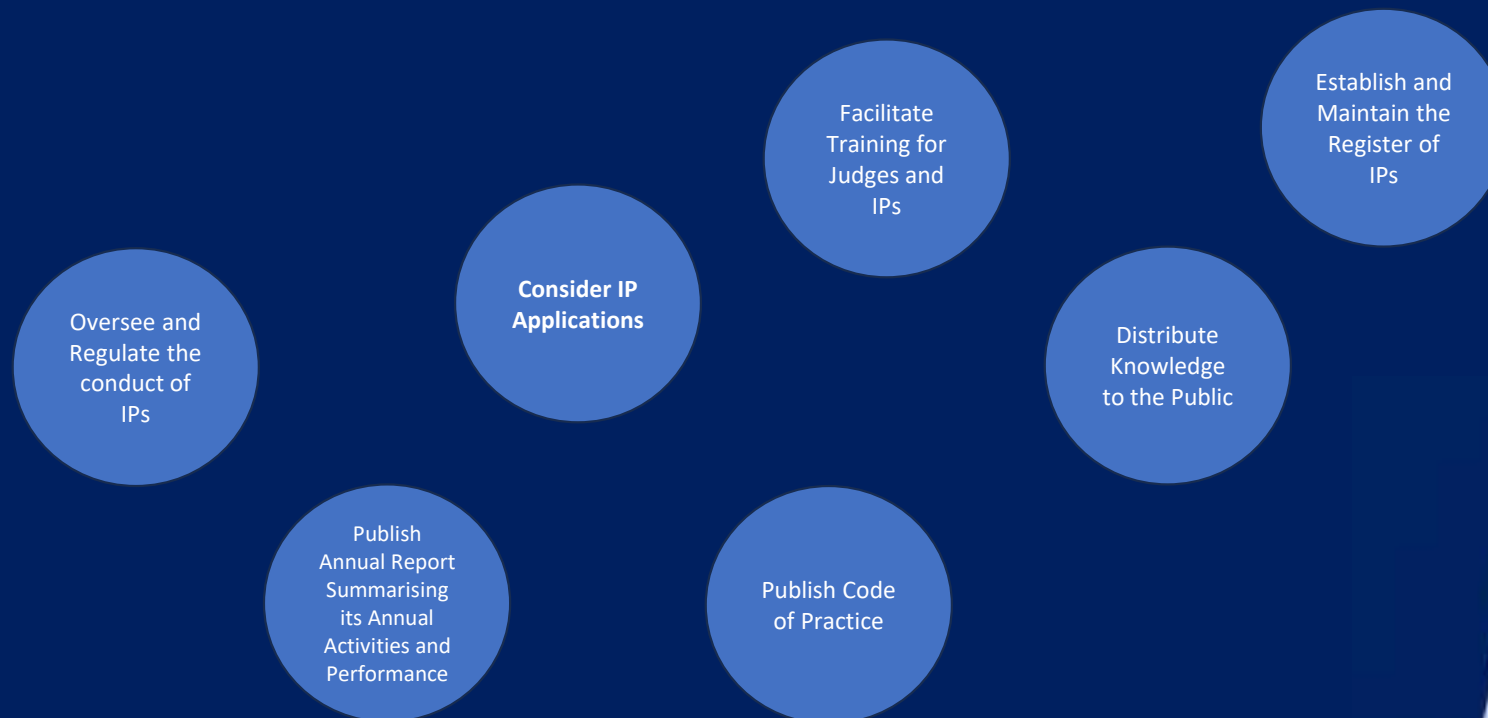 Oversee and
Regulate the
conduct of
IPs
Consider IP
Applications
Facilitate
Training for
Judges and
IPs
Establish and
Maintain the
Register of
IPs
Distribute
Knowledge
to the Public
Publish
Annual Report
Summarising
its Annual
Activities and
Performance
Publish Code
of Practice